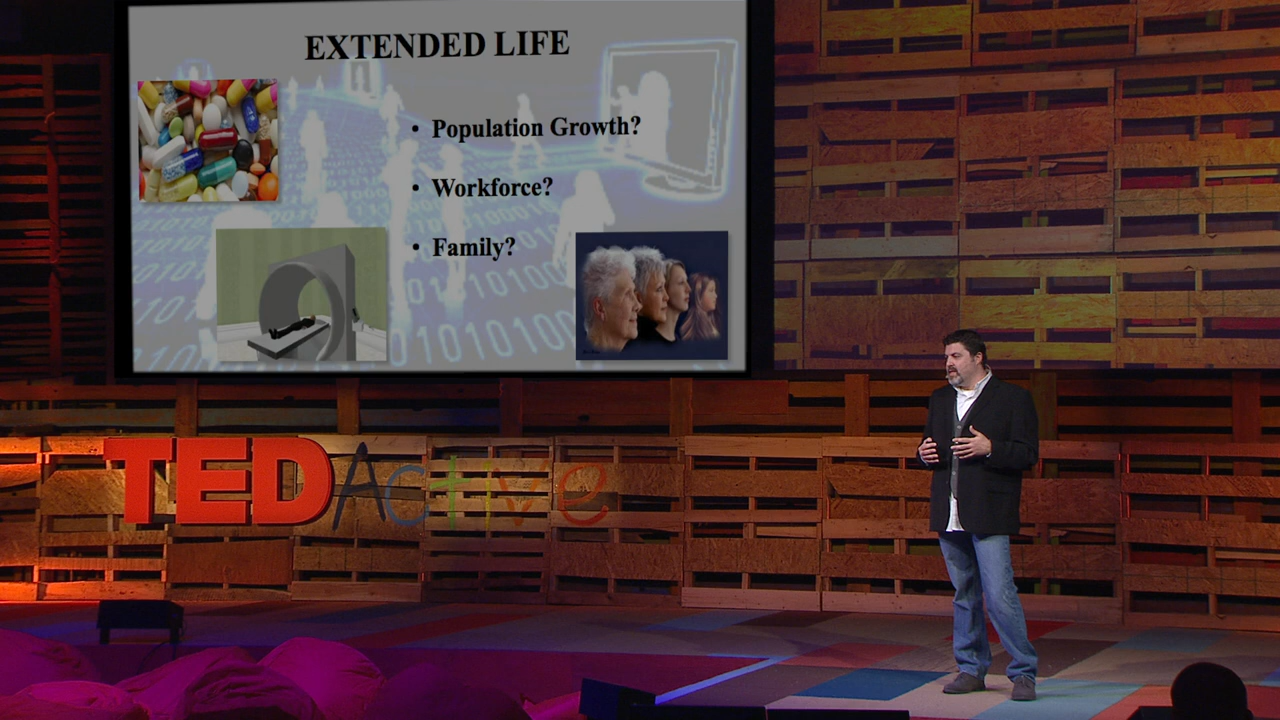 EXTENDED LIFE
• Population Growth?
• Workforce?
• Family?
TEDActive